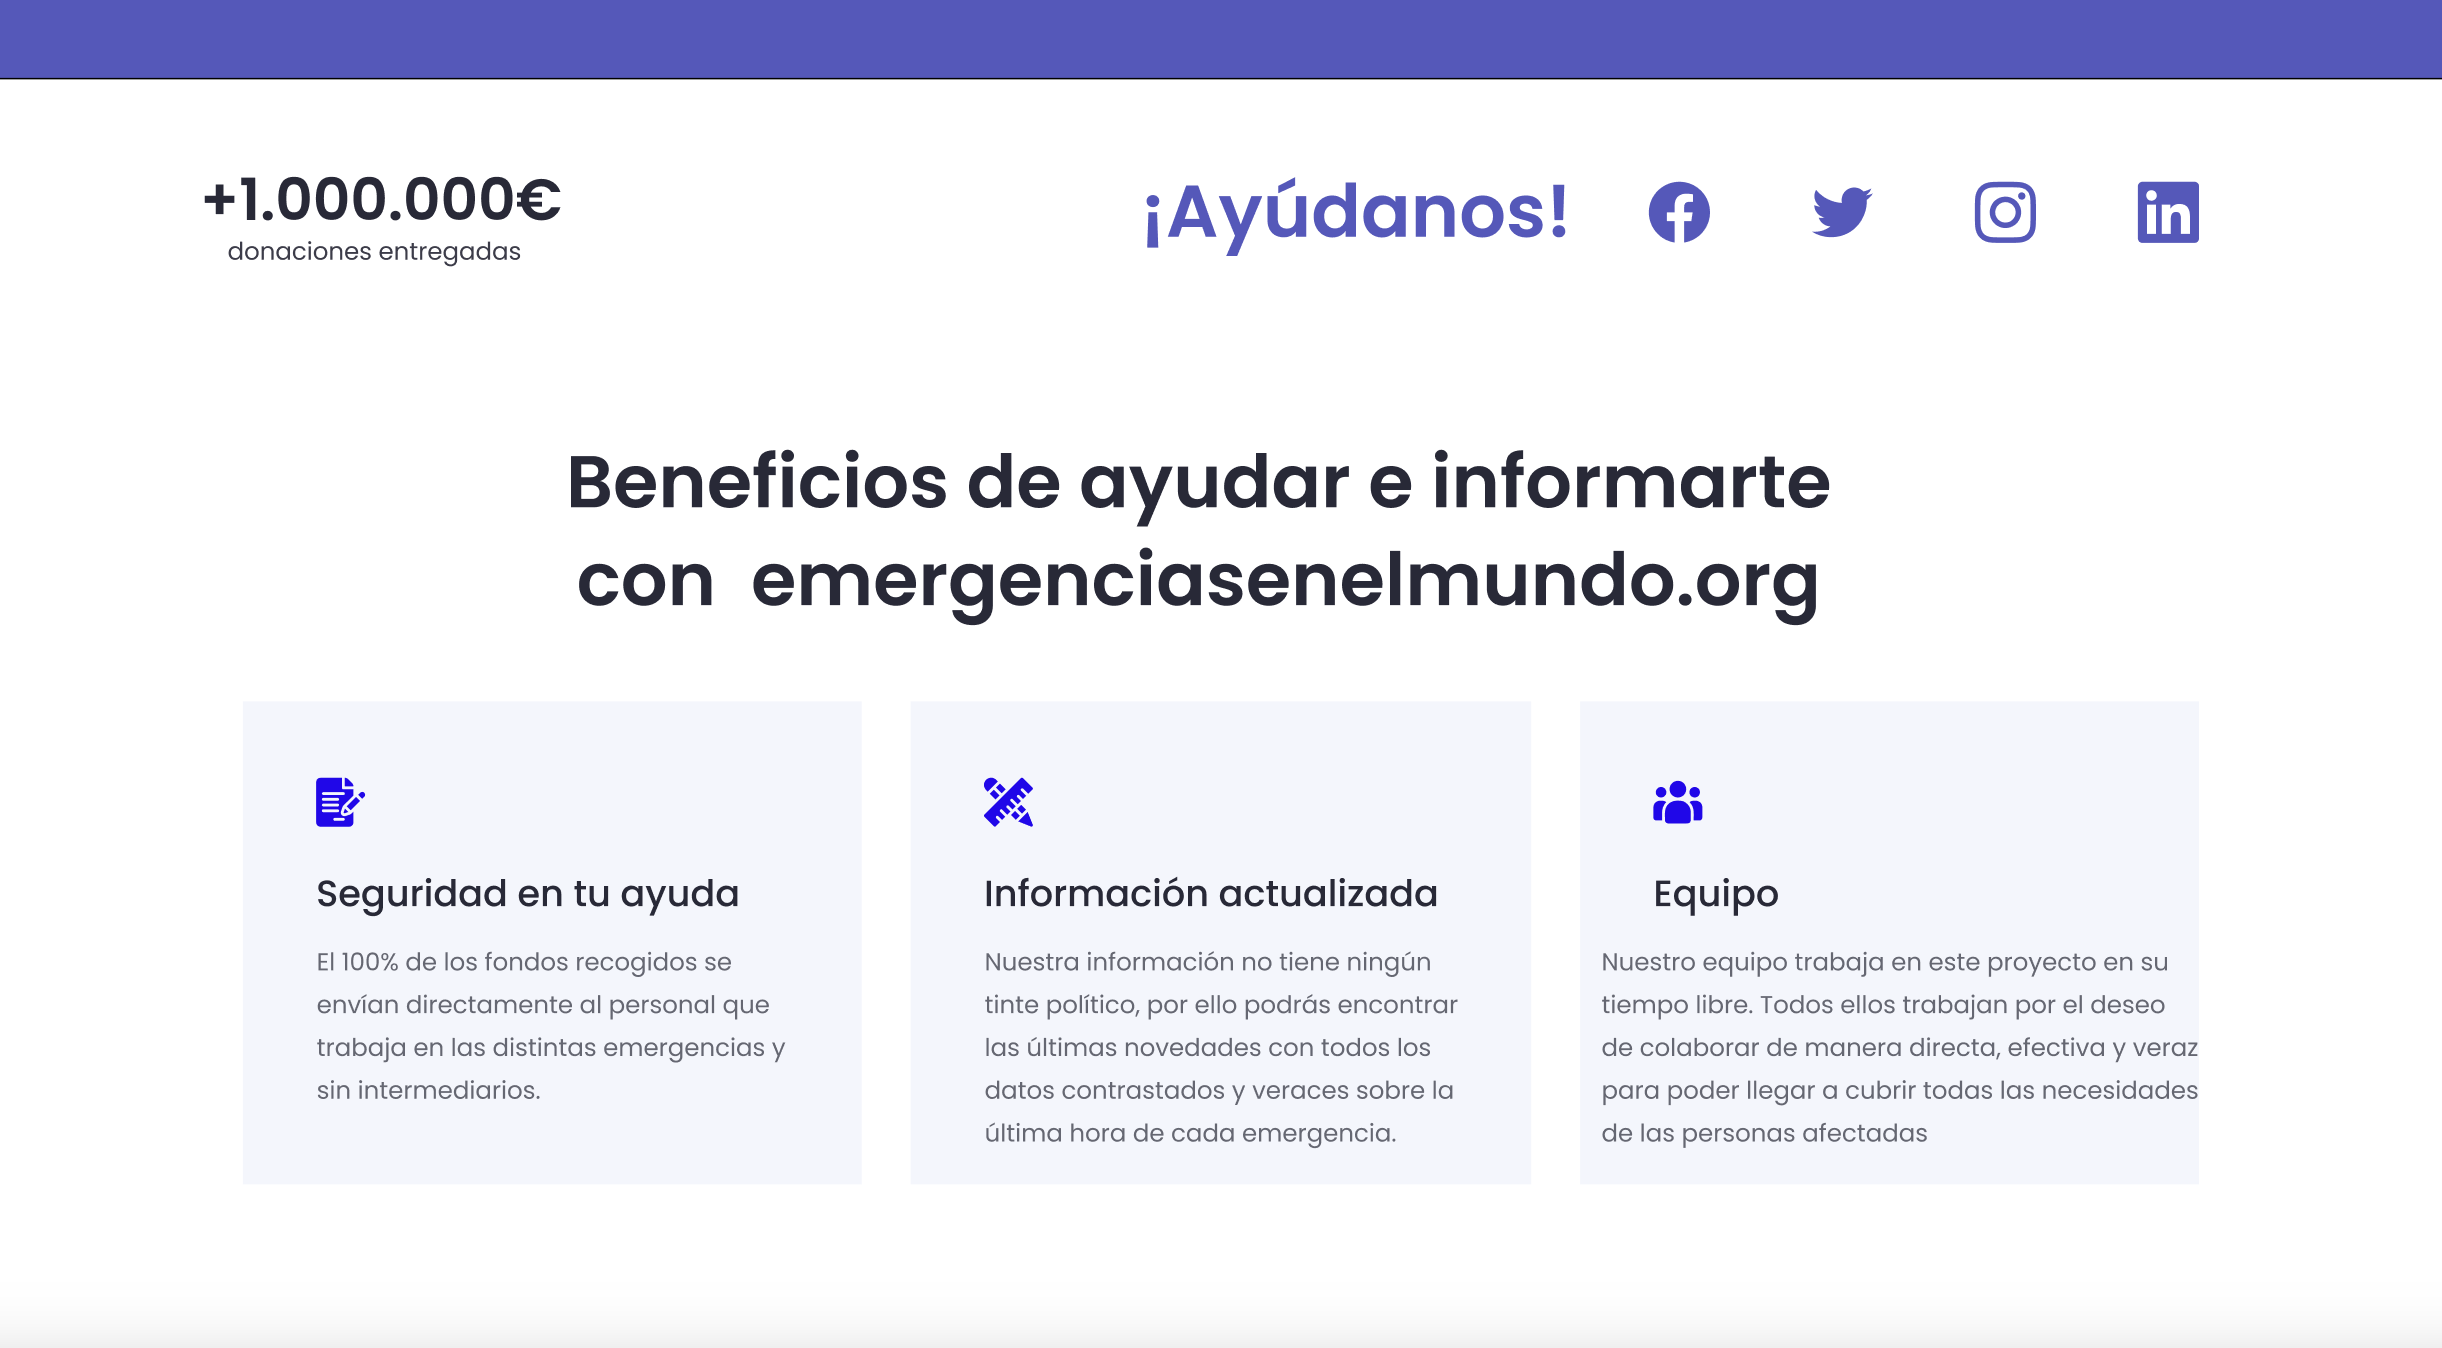 +1.000.000€
donaciones entregadas
¡Ayúdanos!
Beneficios de ayudar e informarte
con emergenciasenelmundo.org
Seguridad en tu ayuda
El 100% de los fondos recogidos se
envían directamente al personal que
trabaja en las distintas emergencias y
sin intermediarios.
Información actualizada
Nuestra información no tiene ningún
tinte político, por ello podrás encontrar
las últimas novedades con todos los
datos contrastados y veraces sobre la
última hora de cada emergencia.
Equipo
Nuestro equipo trabaja en este proyecto en su
tiempo libre. Todos ellos trabajan por el deseo
de colaborar de manera directa, efectiva y veraz
para poder llegar a cubrir todas las necesidades
de las personas afectadas